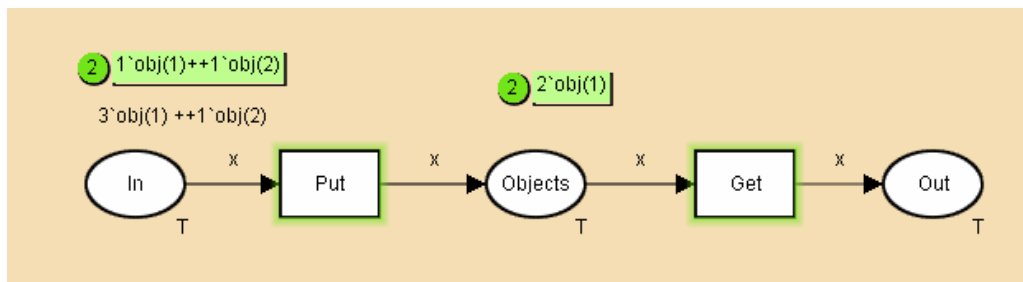 2 1`obj(1)++1`obj(2)
2 2`obj(1)
3`obj(1) ++1`obj(2)
x x x x
In Put Objects Get Out
T T T